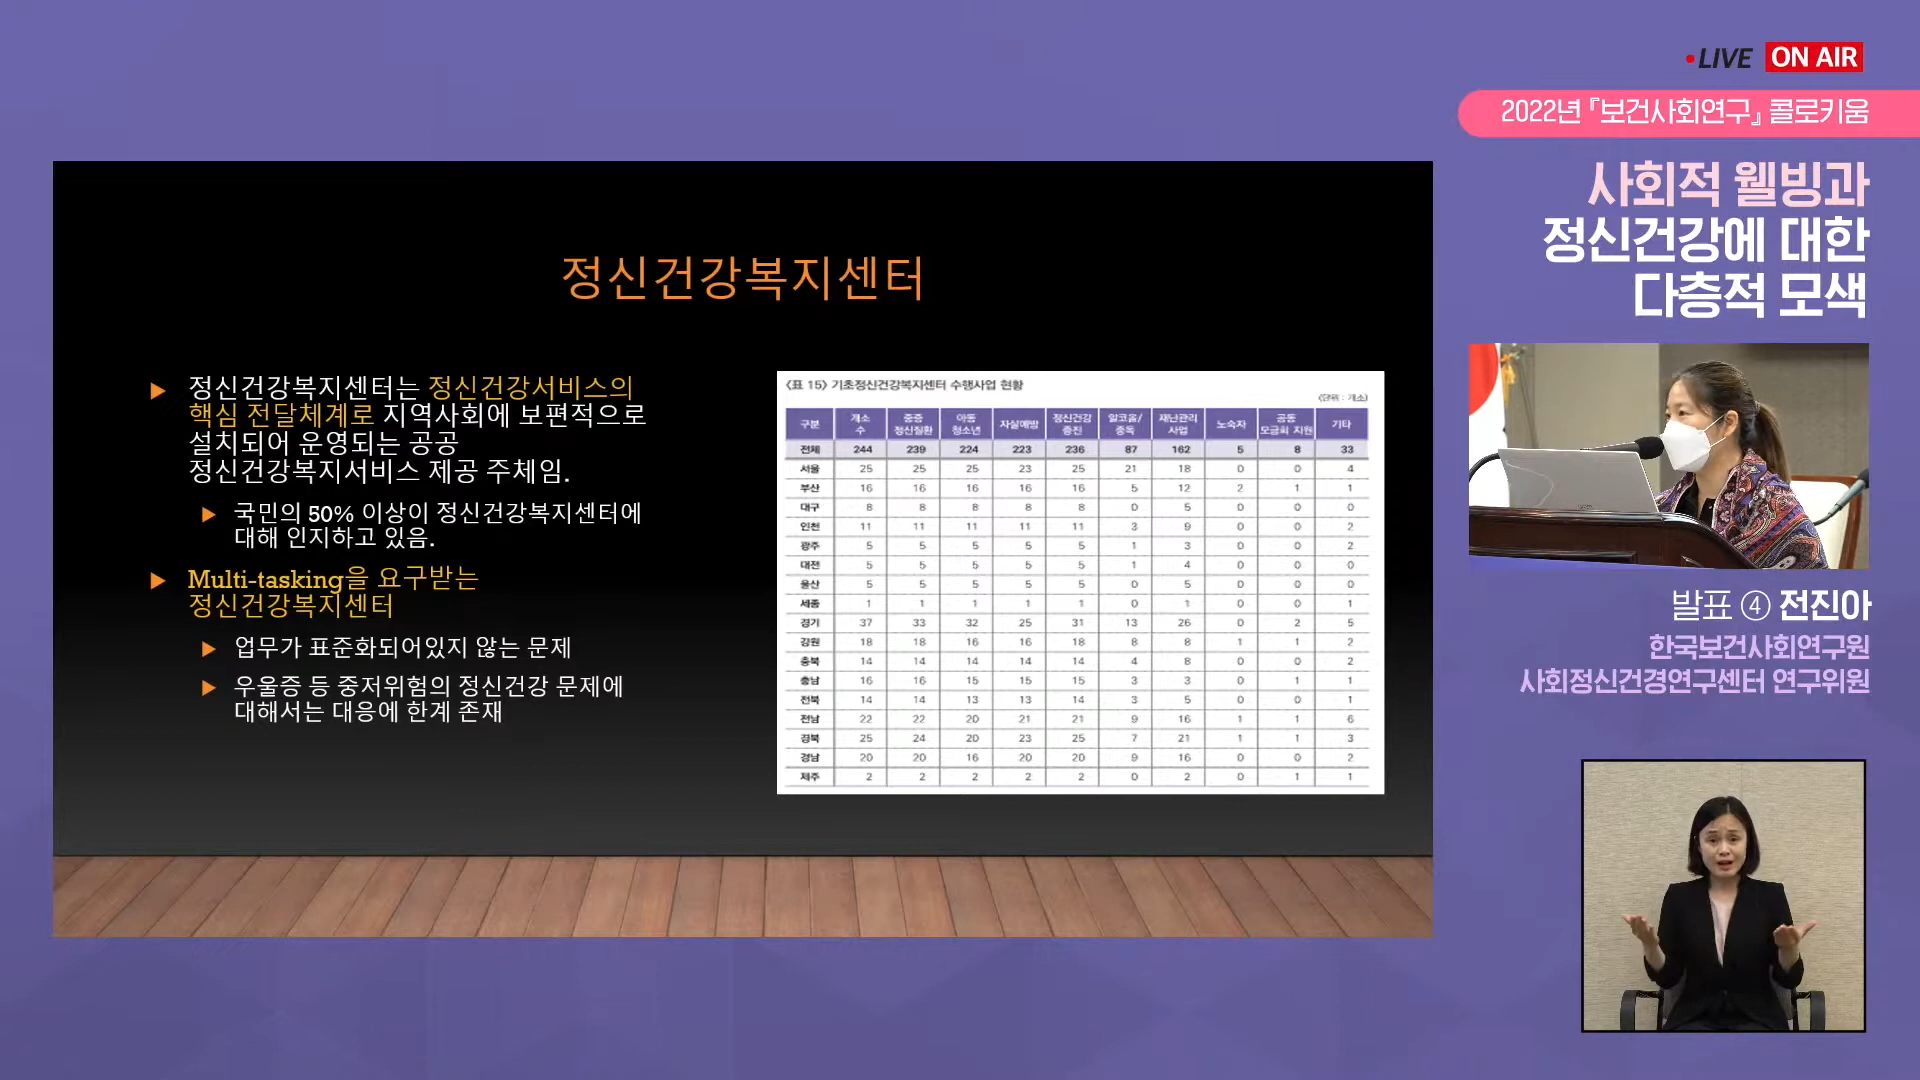 LIVE ON AIR
2022년 『보건사회연구』 콜로키움
사회적 웰빙과
정신건강에 대한
다층적 모색
정신건강복지센터
정신건강복지센터는 정신건강서비스의
핵심 전달체계로 지역사회에 보편적으로
설치되어 운영되는 공공
정신건강복지서비스 제공 주체임.
국민의 50% 이상이 정신건강복지센터에
대해 인지하고 있음.
Multi-tasking을 요구받는
정신건강복지센터
업무가 표준화되어있지 않는 문제
우울증 등 중저위험의 정신건강 문제에
대해서는 대응에 한계 존재
<표 15> 기초정신건강복지센터 수행사업 현황
(단위 : 개소)
구분 개소 수 중증 정신질환 아동 청소년 자살예방 정신건강 증진 알코올/ 중독 재난관리 사업 노숙자 공동 모금회 지원 기타
전체 244 239 224 223 236 87 162 5 8 33
서울 25 25 25 23 25 21 18 0 0 4
부산 16 16 16 16 16 5 12 2 1 1
대구 8 8 8 8 8 0 5 0 0 0
인천 11 11 11 11 11 3 9 0 0 2
광주 5 5 5 5 5 1 3 0 0 2
대전 5 5 5 5 5 1 4 0 0 0
울산 5 5 5 5 5 0 5 0 0 0
세종 1 1 1 1 1 0 1 0 0 1
경기 37 33 32 25 31 13 26 0 2 5
강원 18 18 16 16 18 8 8 1 1 2
충북 14 14 14 14 14 4 8 0 0 2
충남 16 16 15 15 15 3 3 0 1 1
전북 14 14 13 13 14 3 5 0 0 1
전남 22 22 20 21 21 9 16 1 1 6
경북 25 24 20 23 25 7 21 1 1 3
경남 20 20 16 20 20 9 16 0 0 2
제주 2 2 2 2 2 0 2 0 1 1
발표 ④ 전진아
한국보건사회연구원
사회정신건경연구센터 연구위원